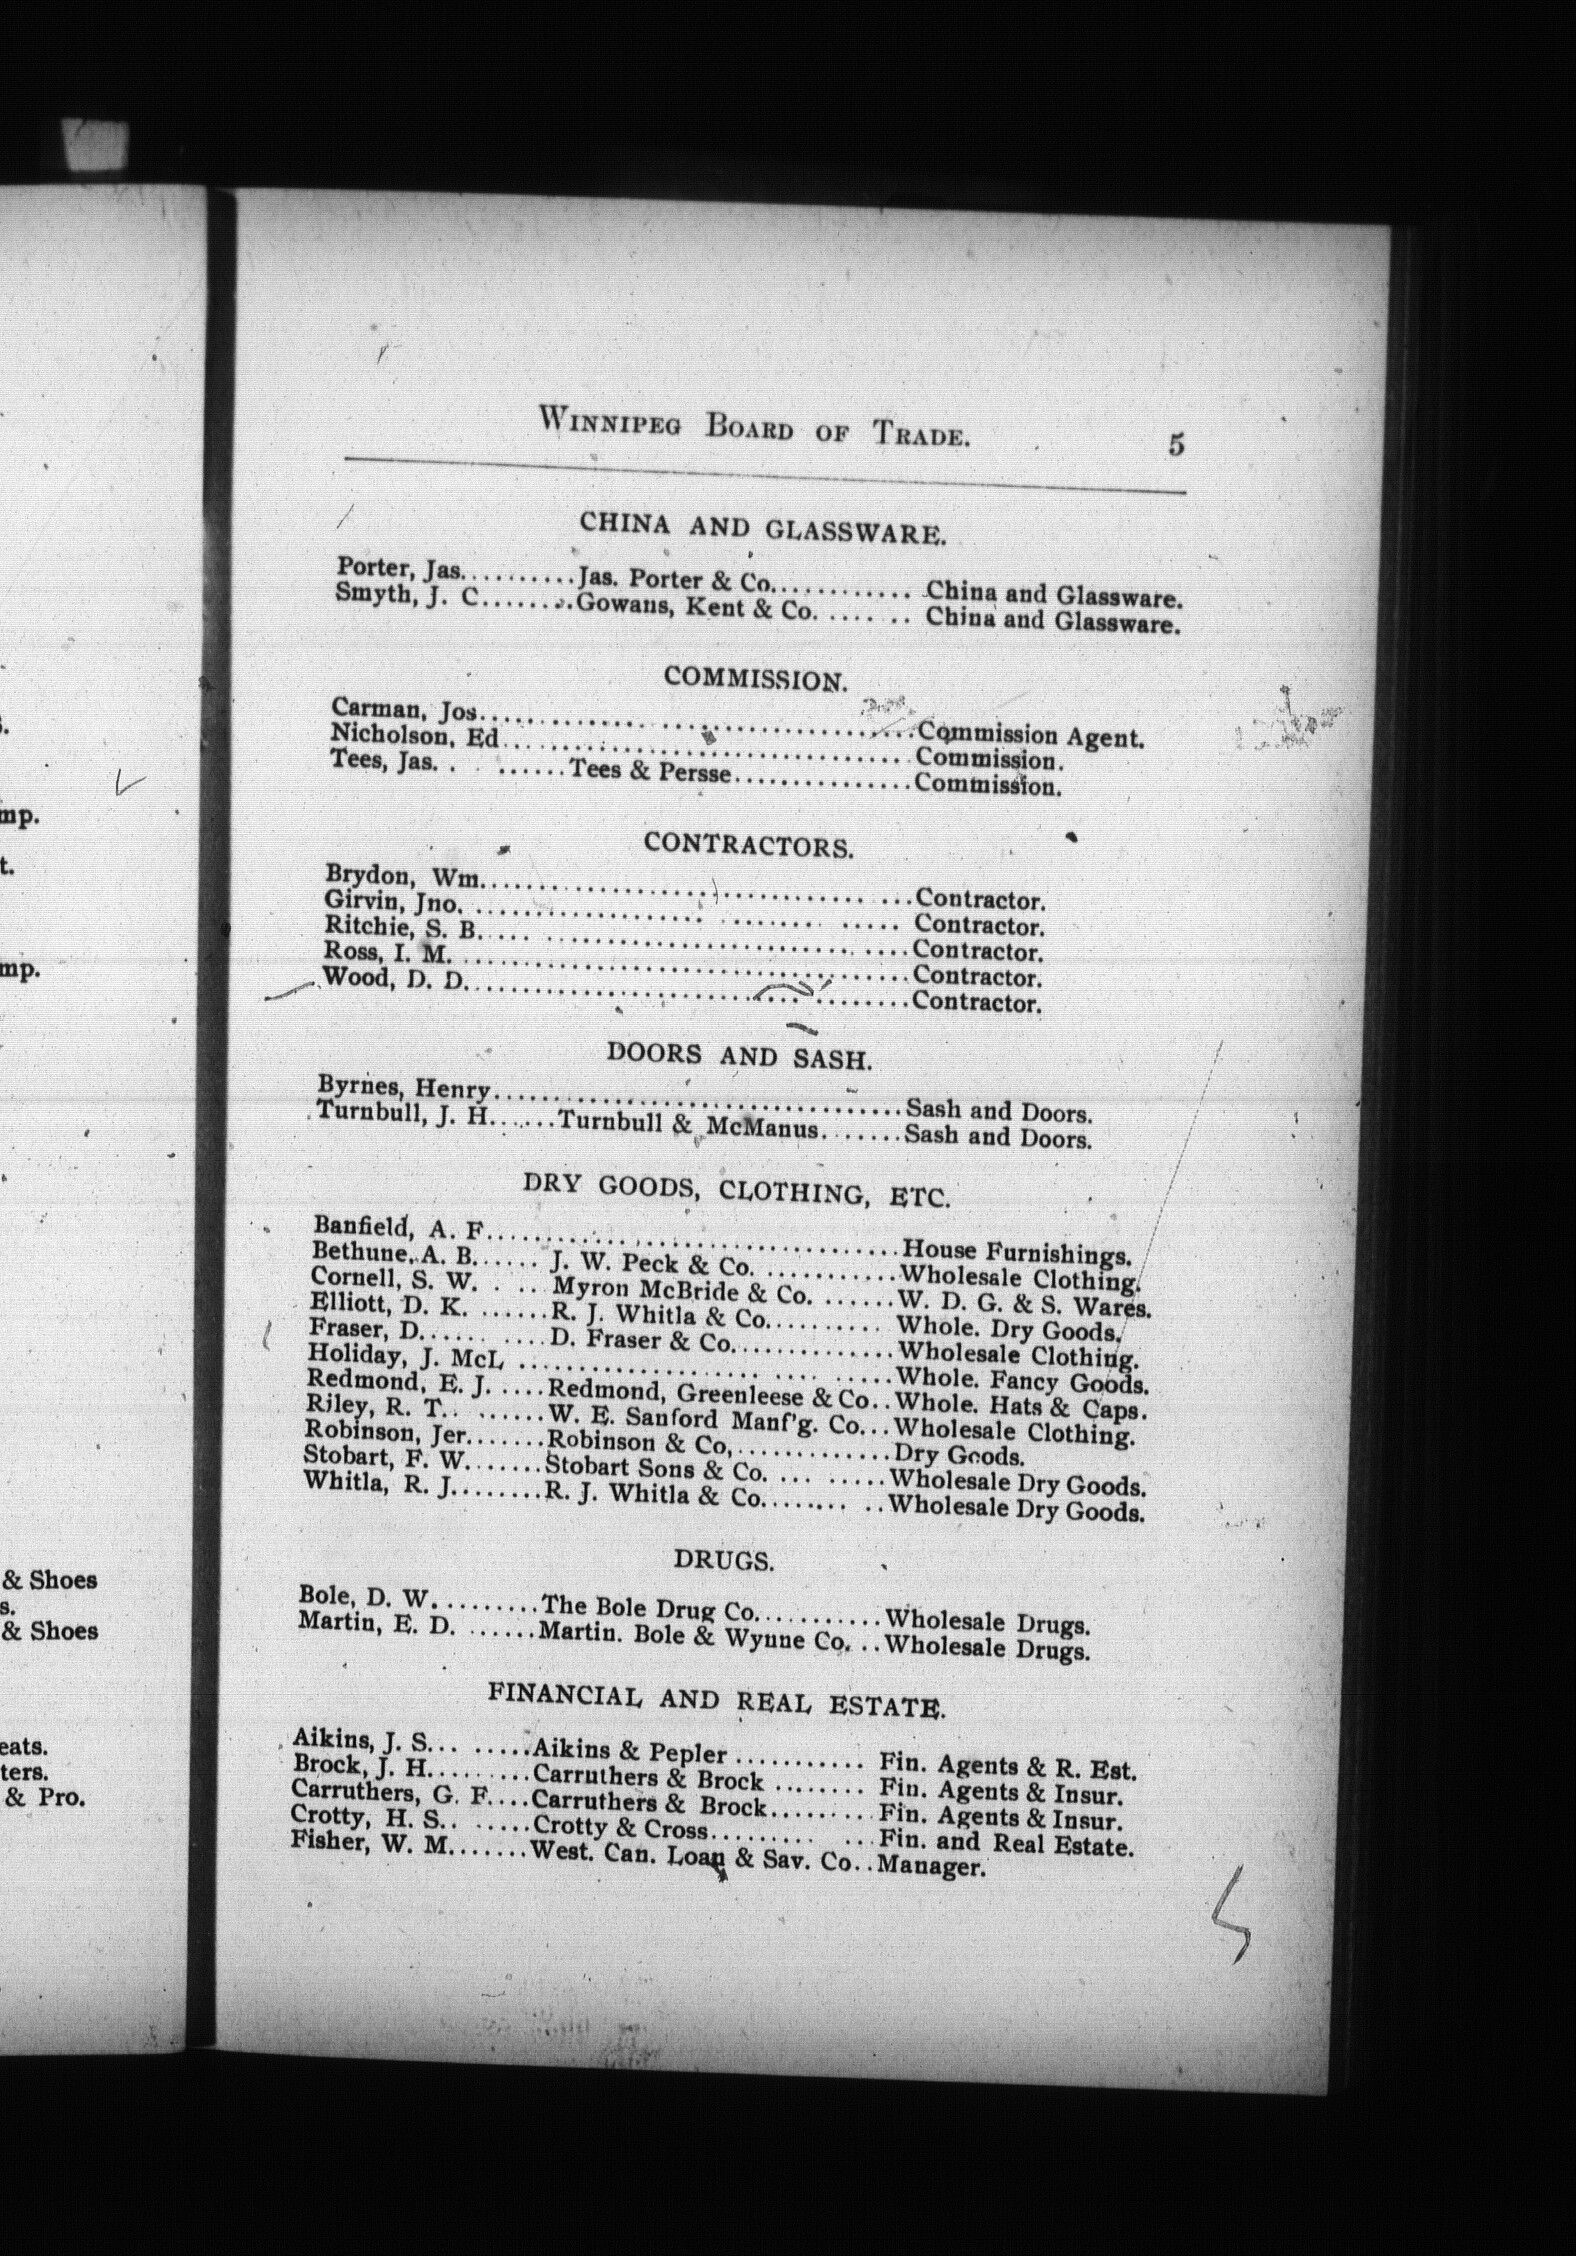 WINNIPEG BOARD OF TRADE. 5
CHINA AND GLASSWARE.
Porter, Jas..........Jas. Porter & Co............ China and Glassware.
Smyth, J. C........Gowans, Kent & Co...... .. China and Glassware.
COMMISSION.
Carman, Jos....................................Commission Agent.
Nicholson, Ed..................................Commission.
Tees, Jas. . ......Tees & Persse...............Commission.
CONTRACTORS.
Brydon, Wm....................................Contractor.
Girvin, Jno. ................... ........ ..... Contractor.
Ritchie, S. B..... ......................... ....Contractor.
Ross, I. M.....................................Contractor.
Wood, D. D............................ ........Contractor.
DOORS AND SASH.
Byrnes, Henry..................................Sash and Doors.
Turnbull, J. H......Turnbull & McManus.......Sash and Doors.
DRY GOODS, CLOTHING, ETC.
Banfield, A. F..................................House Furnishings.
Bethune, A. B...... J. W. Peck & Co. ...........Wholesale Clothing.
Cornell, S. W. . .. Myron McBride & Co. ......W. D. G. & S. Wares.
Elliott, D. K. ......R. J. Whitla & Co.......... Whole. Dry Goods.
Fraser, D...... ....D. Fraser & Co.............Wholesale Clothing.
Holiday, J. McL .................... .... .....Whole. Fancy Goods.
Redmond, E. J. ....Redmond, Greenleese & Co..Whole. Hats & Caps.
Riley, R. T.. ......W. E. Sanford Manf'g. Co...Wholesale Clothing.
Robinson, Jer.......Robinson & Co,.............Dry Goods.
Stobart, F. W.......Stobart Sons & Co. ... .....Wholesale Dry Goods.
Whitla, R. J........R. J. Whitla & Co....... ..Wholesale Dry Goods.
DRUGS.
Bole, D. W..........The Bole Drug Co...........Wholesale Drugs.
Martin, E. D. ......Martin. Bole & Wynne Co. ..Wholesale Drugs.
FINANCIAL AND REAL ESTATE.
Aikins, J. S... .....Aikins & Pepler ........... Fin. Agents & R. Est.
Brock, J. H.........Carruthers & Brock ........ Fin. Agents & Insur.
Carruthers, G. F....Carruthers & Brock.........Fin. Agents & Insur.
Crotty, H. S.. .....Crotty & Cross......... ...Fin. and Real Estate.
Fisher, W. M.......West. Can. Loan & Sav. Co..Manager.
mp.
t.
mp.
& Shoes
s.
& Shoes
eats.
ters.
& Pro.